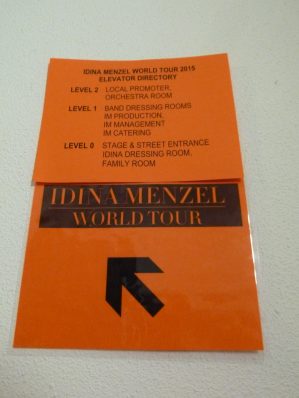 IDINA MENZEL WORLD TOUR 2015
ELEVATOR DIRECTORY
LEVEL 2 LOCAL PROMOTER,
ORCHESTRA ROOM
LEVEL 1 BAND DRESSING ROOMS
IM PRODUCTION,
IM MANAGEMENT
IM CATERING
LEVEL 0 STAGE & STREET ENTRANCE
IDINA DRESSING ROOM,
FAMILY ROOM
IDINA MENZEL
WORLD TOUR